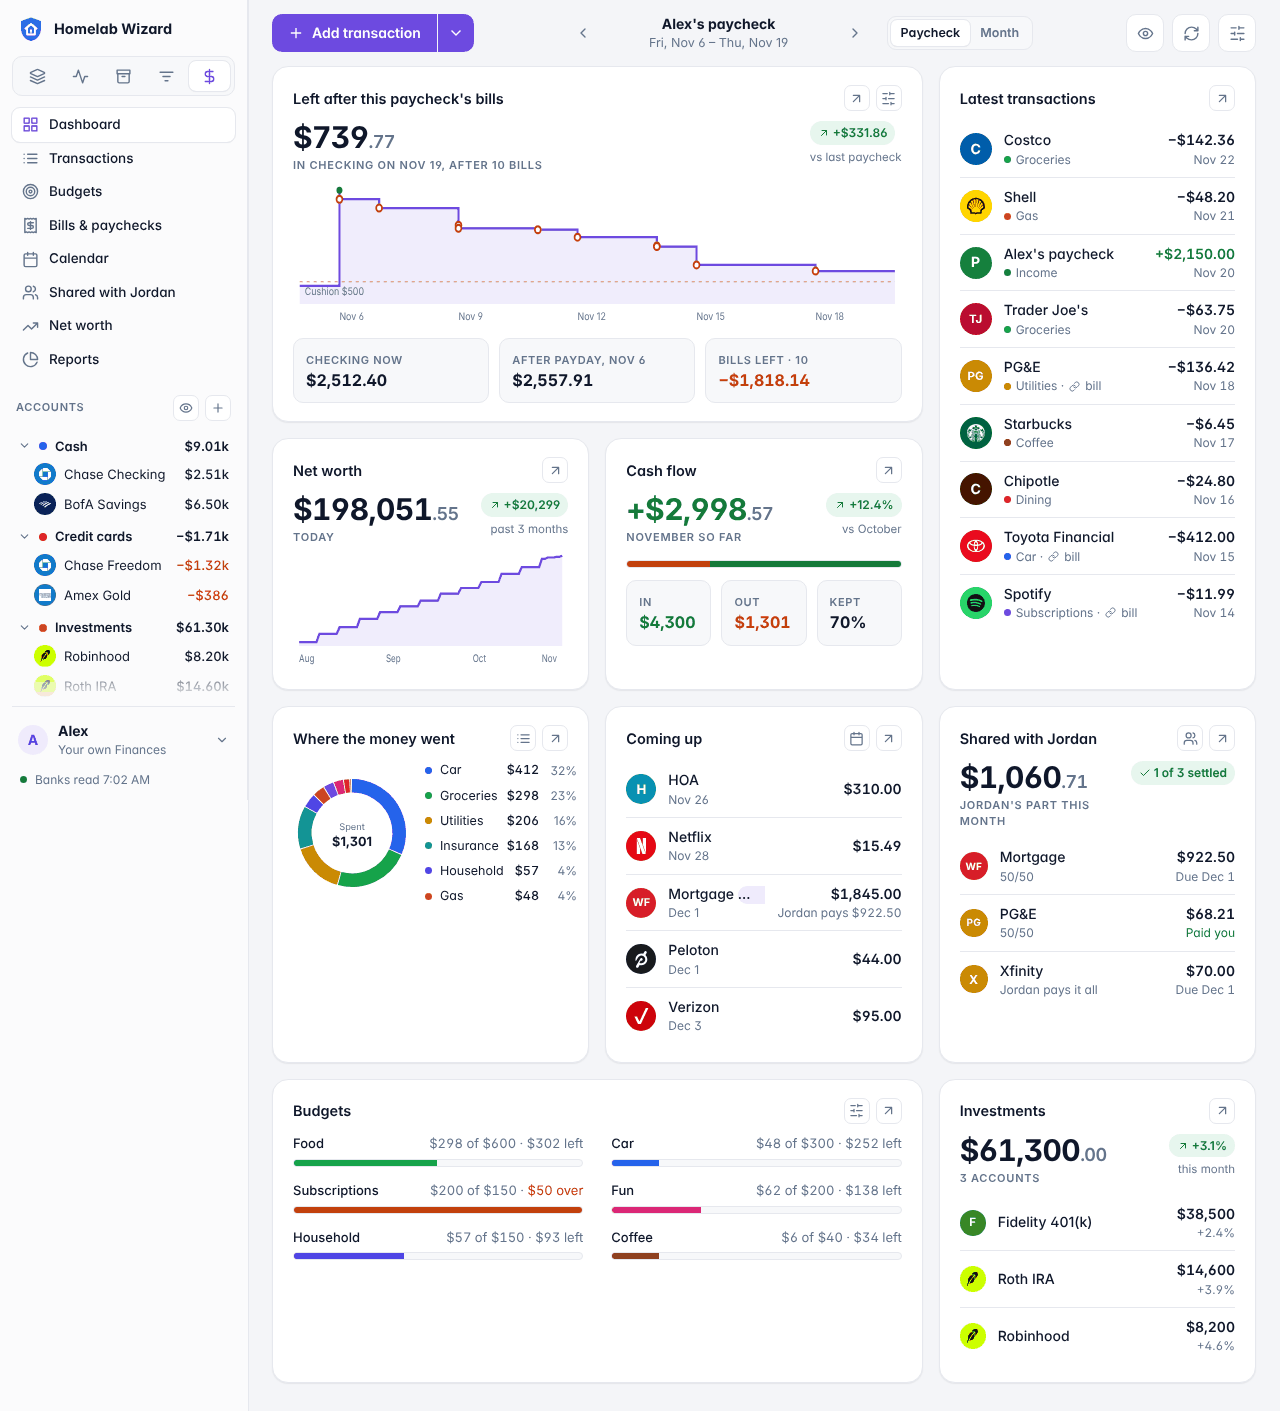 Homelab Wizard
Dashboard
Transactions
Budgets
Bills & paychecks
Calendar
Shared with Jordan
Net worth
Reports
ACCOUNTS
Cash $9.01k
Chase Checking $2.51k
BofA Savings $6.50k
Credit cards −$1.71k
Chase Freedom −$1.32k
Amex Gold −$386
Investments $61.30k
Robinhood $8.20k
Roth IRA $14.60k
A
Alex
Your own Finances
Banks read 7:02 AM
Add transaction
Alex's paycheck
Fri, Nov 6 – Thu, Nov 19
Paycheck Month
Left after this paycheck's bills
$739.77
IN CHECKING ON NOV 19, AFTER 10 BILLS
+$331.86
vs last paycheck
Cushion $500
Nov 6 Nov 9 Nov 12 Nov 15 Nov 18
CHECKING NOW
$2,512.40
AFTER PAYDAY, NOV 6
$2,557.91
BILLS LEFT · 10
−$1,818.14
Latest transactions
C Costco −$142.36
Groceries Nov 22
Shell −$48.20
Gas Nov 21
P Alex's paycheck +$2,150.00
Income Nov 20
TJ Trader Joe's −$63.75
Groceries Nov 20
PG PG&E −$136.42
Utilities · bill Nov 18
Starbucks −$6.45
Coffee Nov 17
C Chipotle −$24.80
Dining Nov 16
Toyota Financial −$412.00
Car · bill Nov 15
Spotify −$11.99
Subscriptions · bill Nov 14
Net worth
$198,051.55
TODAY
+$20,299
past 3 months
Aug Sep Oct Nov
Cash flow
+$2,998.57
NOVEMBER SO FAR
+12.4%
vs October
IN
$4,300
OUT
$1,301
KEPT
70%
Where the money went
Spent
$1,301
Car $412 32%
Groceries $298 23%
Utilities $206 16%
Insurance $168 13%
Household $57 4%
Gas $48 4%
Coming up
H HOA $310.00
Nov 26
Netflix $15.49
Nov 28
WF Mortgage ... $1,845.00
Dec 1 Jordan pays $922.50
Peloton $44.00
Dec 1
Verizon $95.00
Dec 3
Shared with Jordan
$1,060.71
JORDAN'S PART THIS
MONTH
1 of 3 settled
WF Mortgage $922.50
50/50 Due Dec 1
PG PG&E $68.21
50/50 Paid you
X Xfinity $70.00
Jordan pays it all Due Dec 1
Budgets
Food $298 of $600 · $302 left
Car $48 of $300 · $252 left
Subscriptions $200 of $150 · $50 over
Fun $62 of $200 · $138 left
Household $57 of $150 · $93 left
Coffee $6 of $40 · $34 left
Investments
$61,300.00
3 ACCOUNTS
+3.1%
this month
F Fidelity 401(k) $38,500
+2.4%
Roth IRA $14,600
+3.9%
Robinhood $8,200
+4.6%